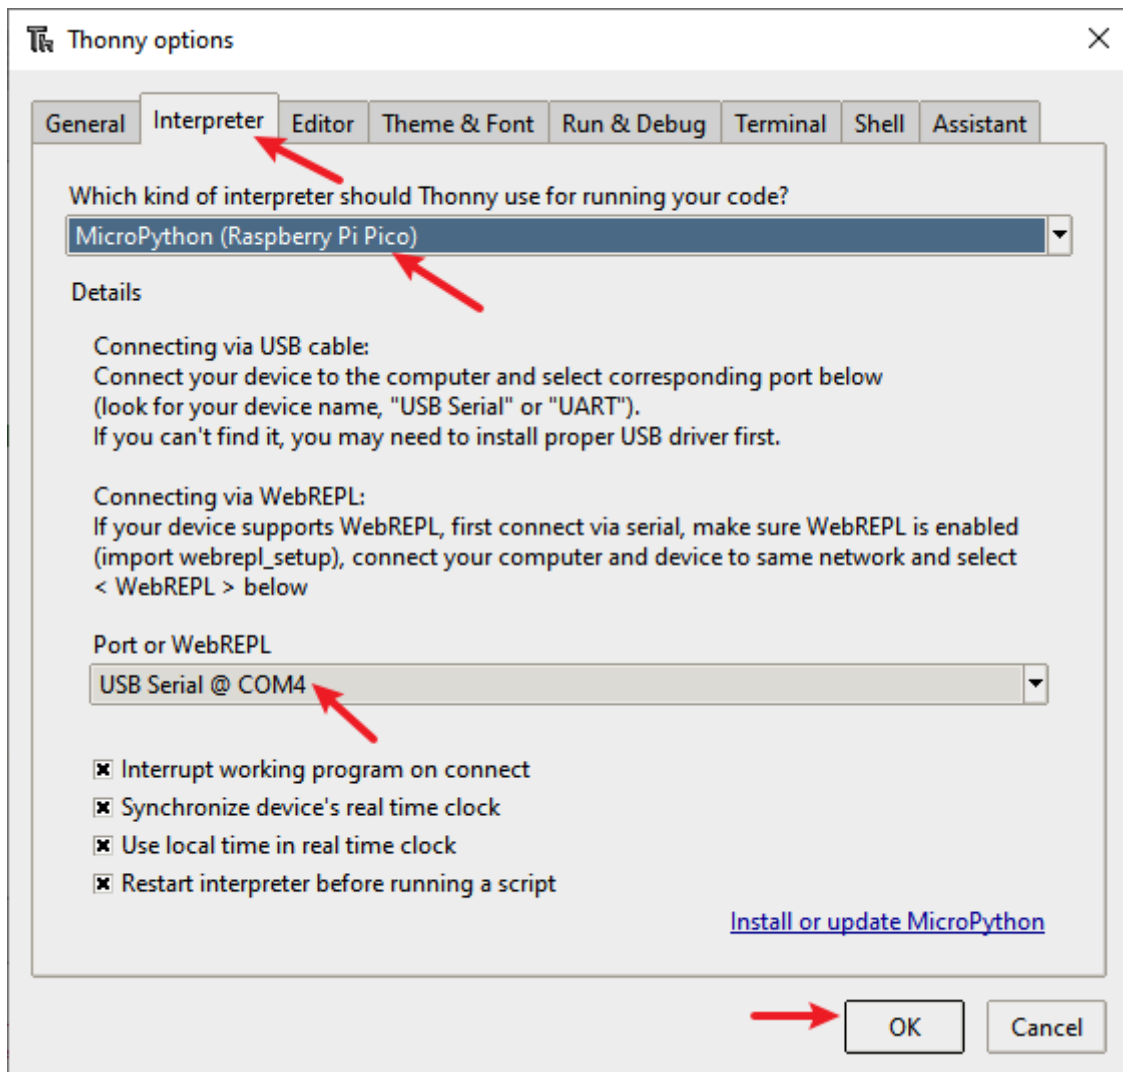 Thonny options
General Interpreter Editor Theme & Font Run & Debug Terminal Shell Assistant
Which kind of interpreter should Thonny use for running your code?
MicroPython (Raspberry Pi Pico)
Details
Connecting via USB cable:
Connect your device to the computer and select corresponding port below
(look for your device name, "USB Serial" or "UART").
If you can't find it, you may need to install proper USB driver first.
Connecting via WebREPL:
If your device supports WebREPL, first connect via serial, make sure WebREPL is enabled
(import webrepl_setup), connect your computer and device to same network and select
< WebREPL > below
Port or WebREPL
USB Serial @ COM4
Interrupt working program on connect
Synchronize device's real time clock
Use local time in real time clock
Restart interpreter before running a script
Install or update MicroPython
OK Cancel